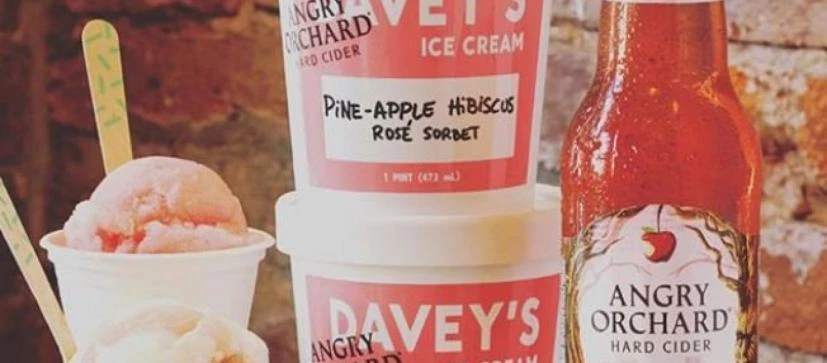 DAVEY'S
ANGRY
ORCHARD
HARD CIDER
ICE CREAM
PiNE-APPLE HiBiSCUS
ROSÉ SORBET
1 PINT (473 mL)
DAVEY'S
ANGRY
ANGRY
ORCHARD
HARD CIDER